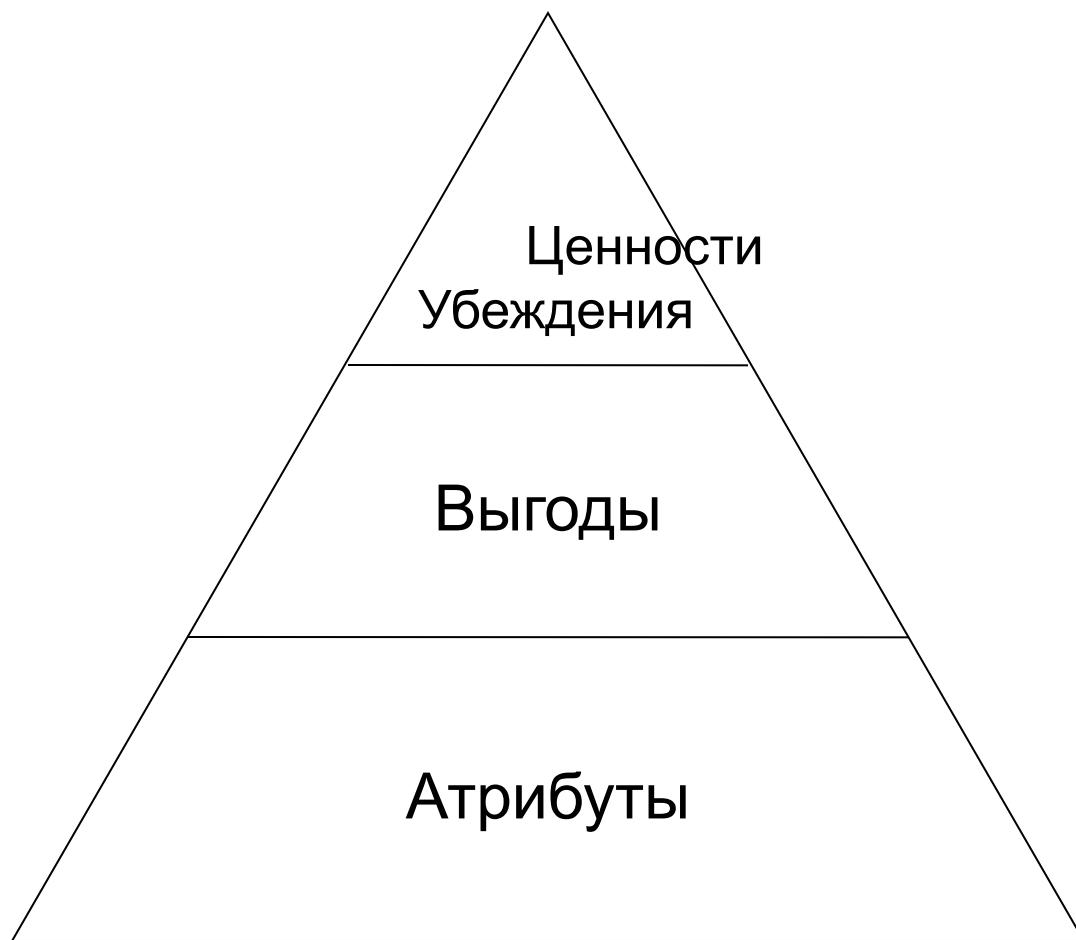 Ценности
Убеждения
Выгоды
Атрибуты